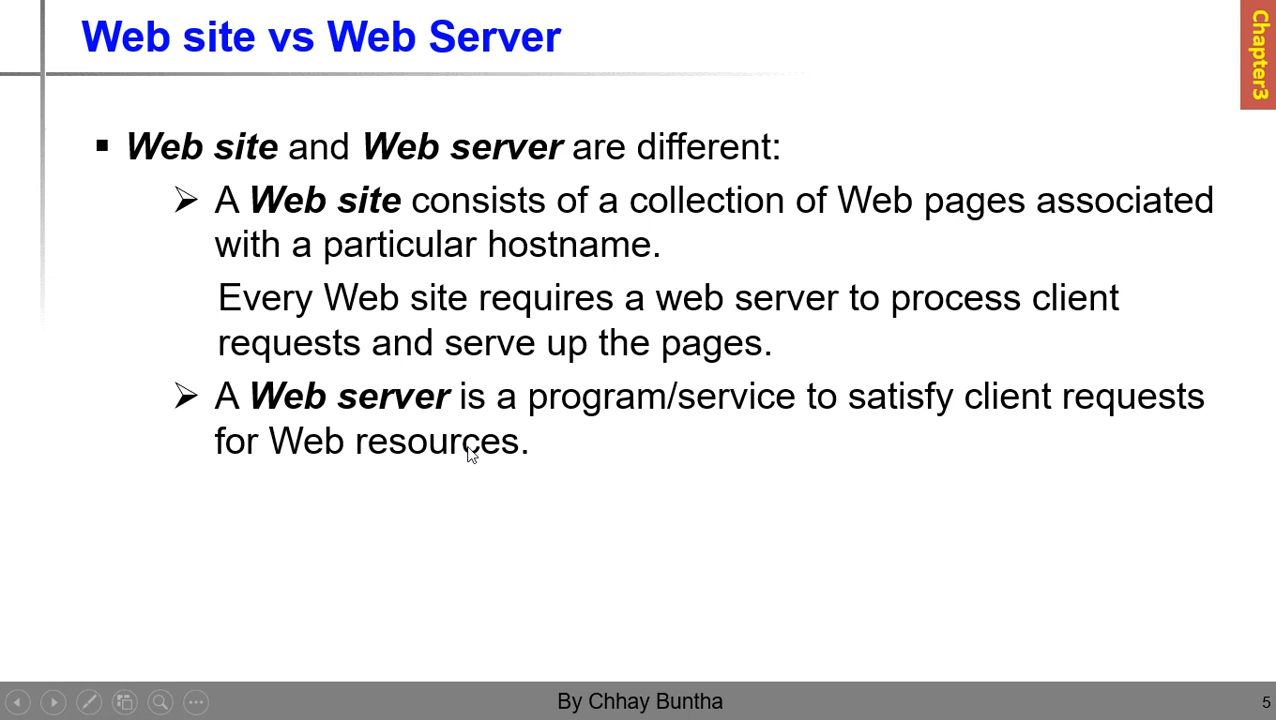 Web site vs Web Server
Chapter3
▪ Web site and Web server are different:
➢ A Web site consists of a collection of Web pages associated
with a particular hostname.
Every Web site requires a web server to process client
requests and serve up the pages.
➢ A Web server is a program/service to satisfy client requests
for Web resources.
By Chhay Buntha
5